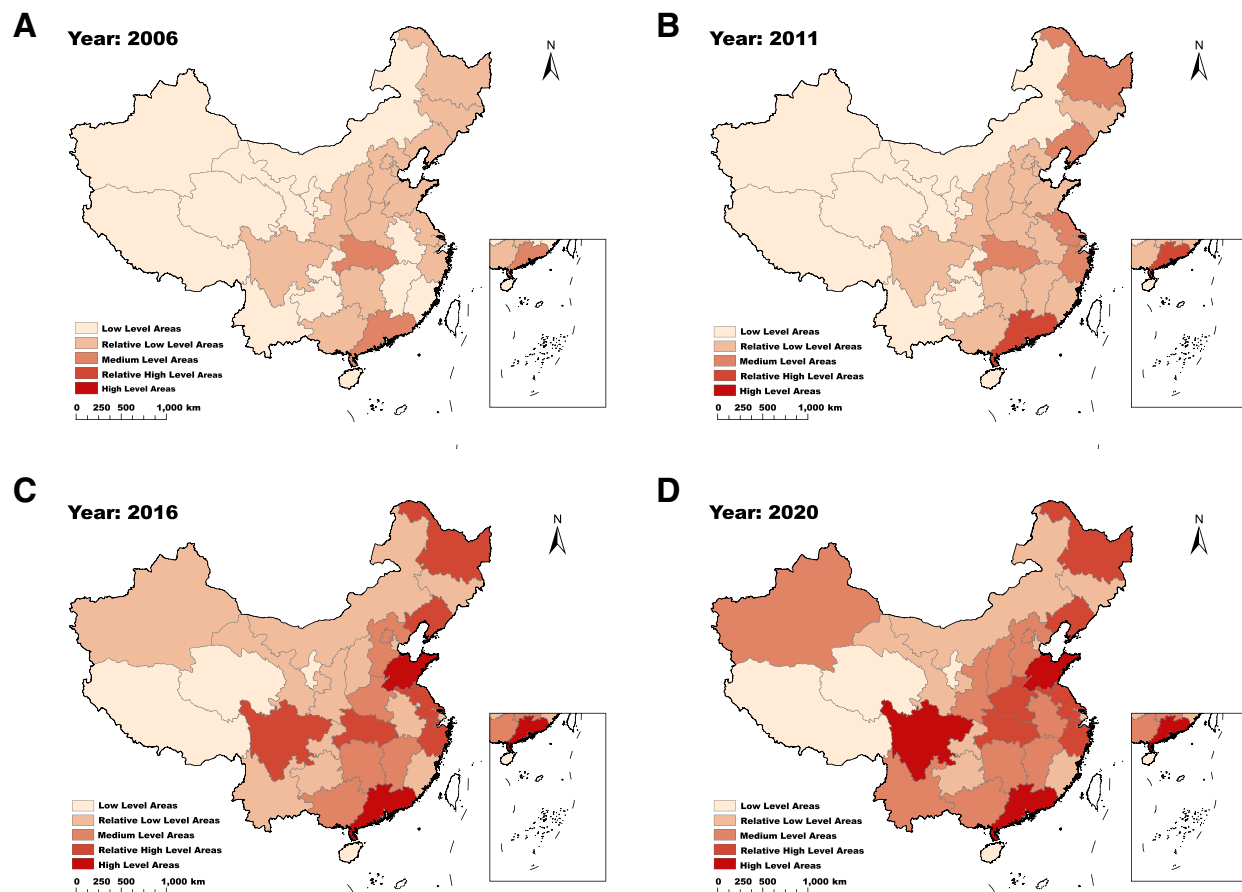 A
Year: 2006
N
Low Level Areas
Relative Low Level Areas
Medium Level Areas
Relative High Level Areas
High Level Areas
0 250 500 1,000 km
B
Year: 2011
N
Low Level Areas
Relative Low Level Areas
Medium Level Areas
Relative High Level Areas
High Level Areas
0 250 500 1,000 km
C
Year: 2016
N
Low Level Areas
Relative Low Level Areas
Medium Level Areas
Relative High Level Areas
High Level Areas
0 250 500 1,000 km
D
Year: 2020
N
Low Level Areas
Relative Low Level Areas
Medium Level Areas
Relative High Level Areas
High Level Areas
0 250 500 1,000 km